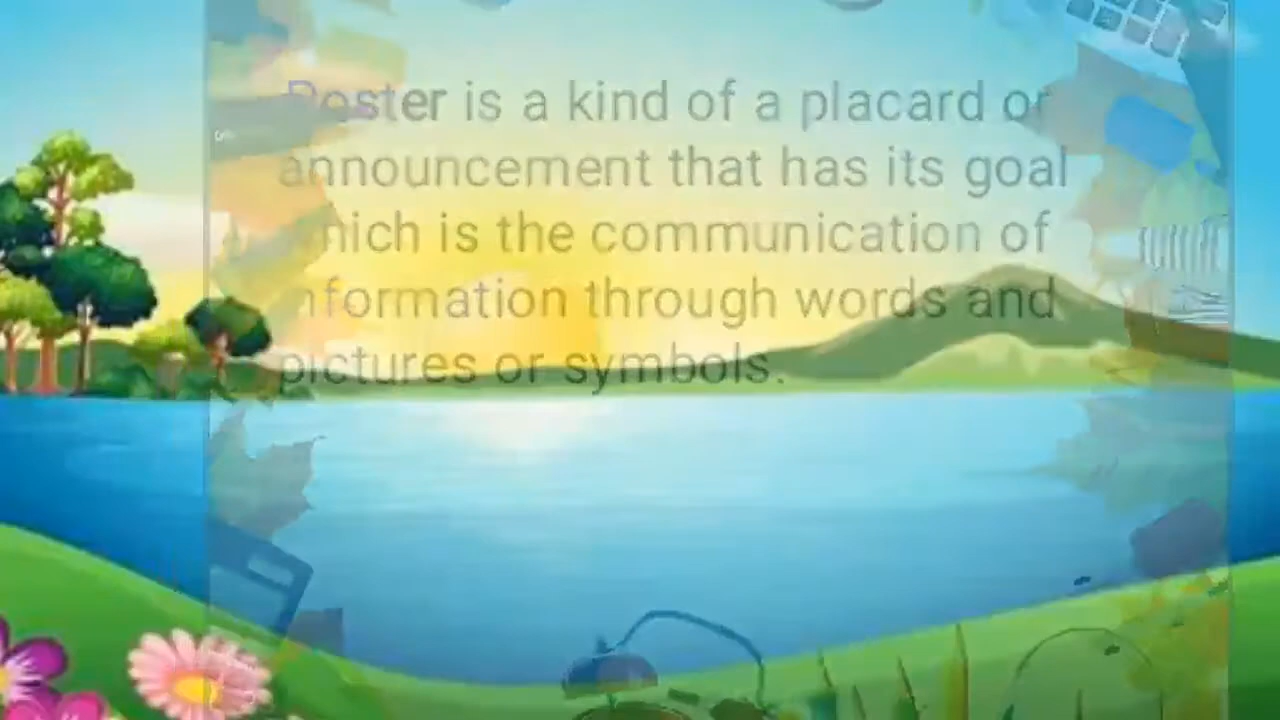 Poster is a kind of a placard or
announcement that has its goal
which is the communication of
information through words and
pictures or symbols.